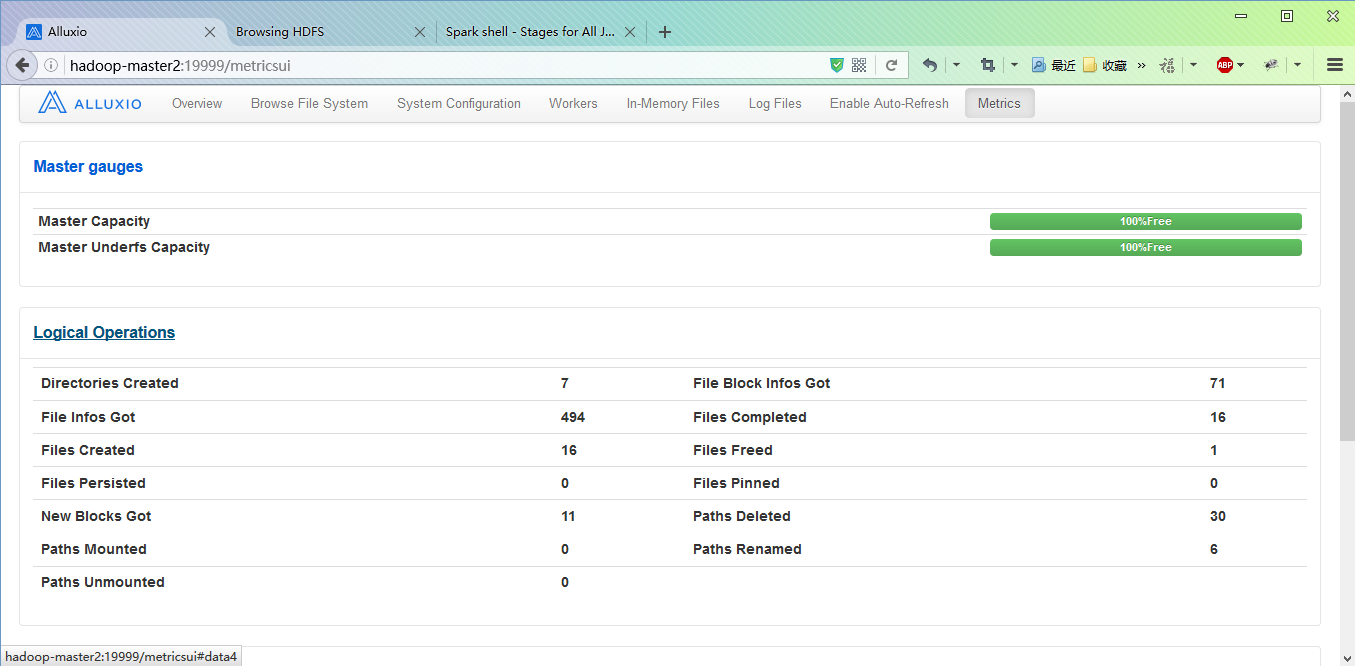 Alluxio Browsing HDFS Spark shell - Stages for All J...
hadoop-master2:19999/metricsui 最近 收藏 » ABP
ALLUXIO Overview Browse File System System Configuration Workers In-Memory Files Log Files Enable Auto-Refresh Metrics
Master gauges
Master Capacity 100%Free
Master Underfs Capacity 100%Free
Logical Operations
Directories Created 7 File Block Infos Got 71
File Infos Got 494 Files Completed 16
Files Created 16 Files Freed 1
Files Persisted 0 Files Pinned 0
New Blocks Got 11 Paths Deleted 30
Paths Mounted 0 Paths Renamed 6
Paths Unmounted 0
hadoop-master2:19999/metricsui#data4